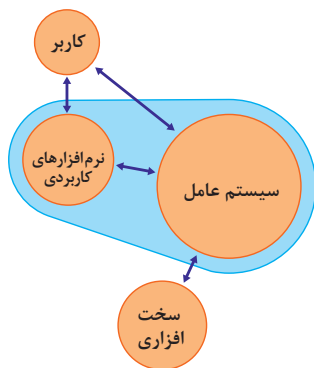 کاربر
نرم‌افزارهای
کاربردی
سیستم عامل
سخت
افزاری